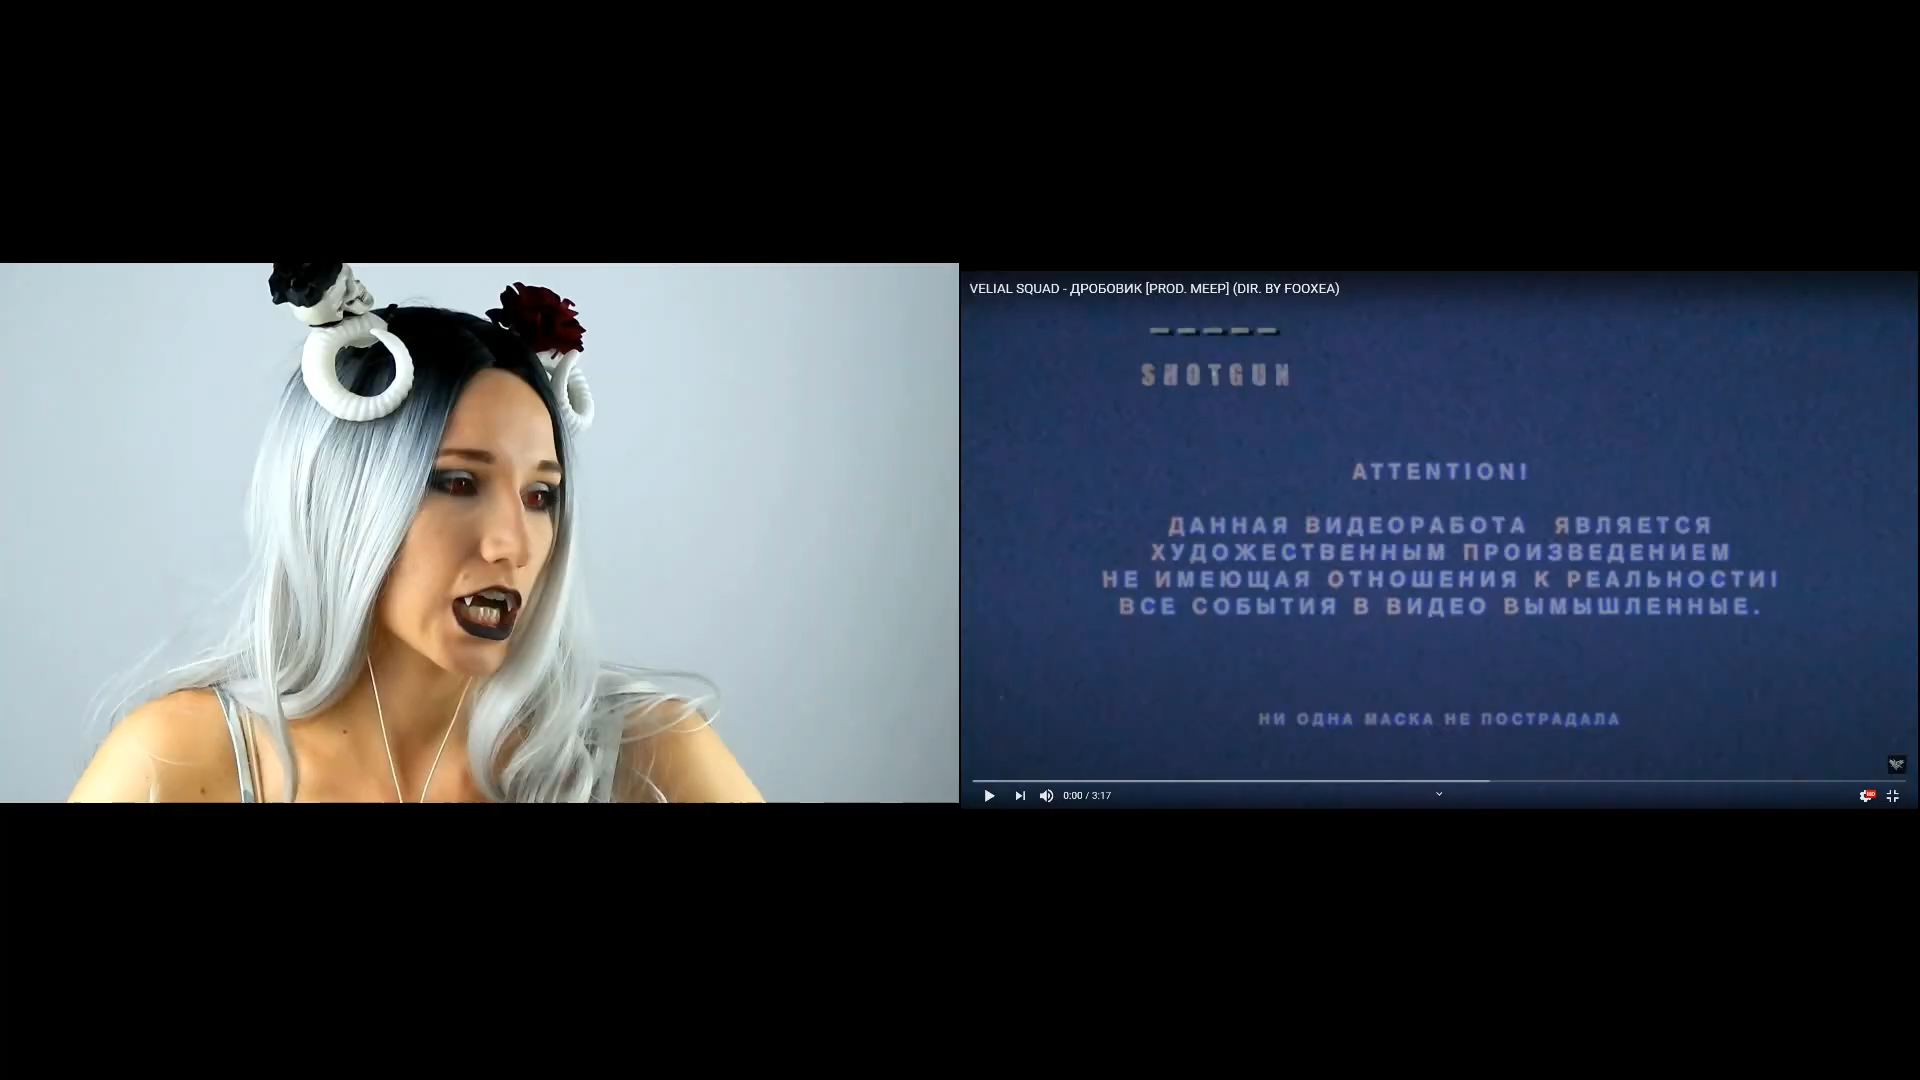 VELIAL SQUAD - ДРОБОВИК [PROD. MEEP] (DIR. BY FOOXEA)
SHOTGUN
ATTENTION!
ДАННАЯ ВИДЕОРАБОТА ЯВЛЯЕТСЯ
ХУДОЖЕСТВЕННЫМ ПРОИЗВЕДЕНИЕМ
НЕ ИМЕЮЩАЯ ОТНОШЕНИЯ К РЕАЛЬНОСТИ!
ВСЕ СОБЫТИЯ В ВИДЕО ВЫМЫШЛЕННЫЕ.
НИ ОДНА МАСКА НЕ ПОСТРАДАЛА
0:00 / 3:17
HD